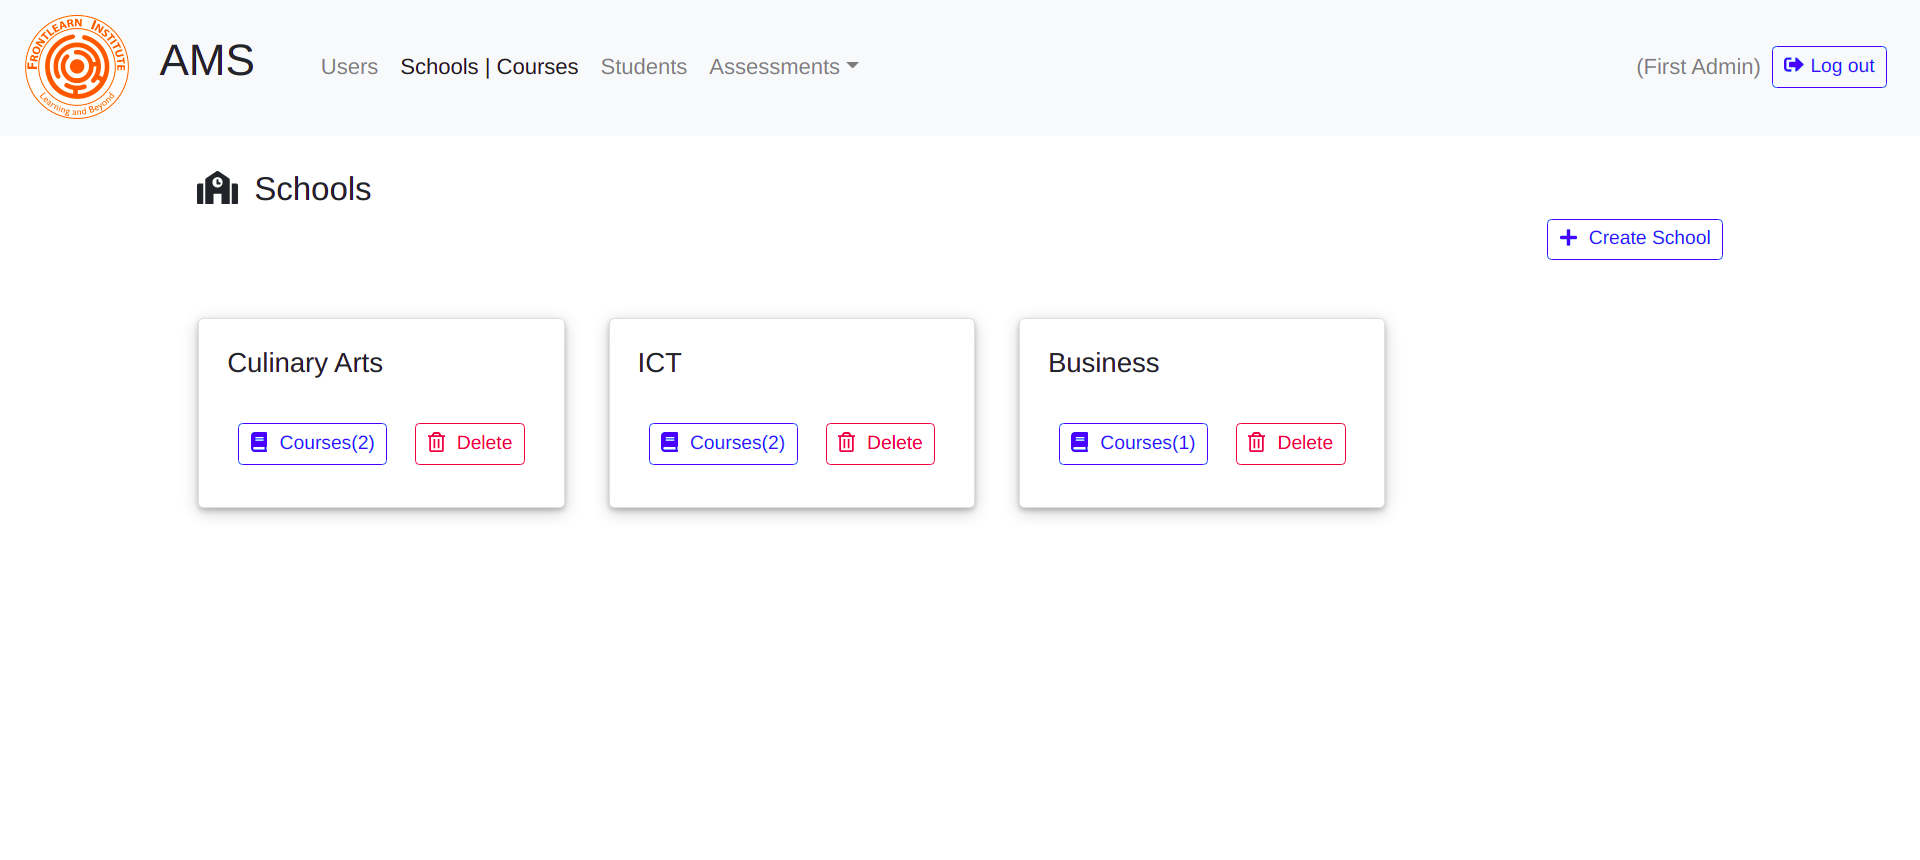 FRONTLEARN INSTITUTE
Learning and Beyond
AMS
Users Schools | Courses Students Assessments
(First Admin) Log out
Schools
Create School
Culinary Arts
Courses(2) Delete
ICT
Courses(2) Delete
Business
Courses(1) Delete